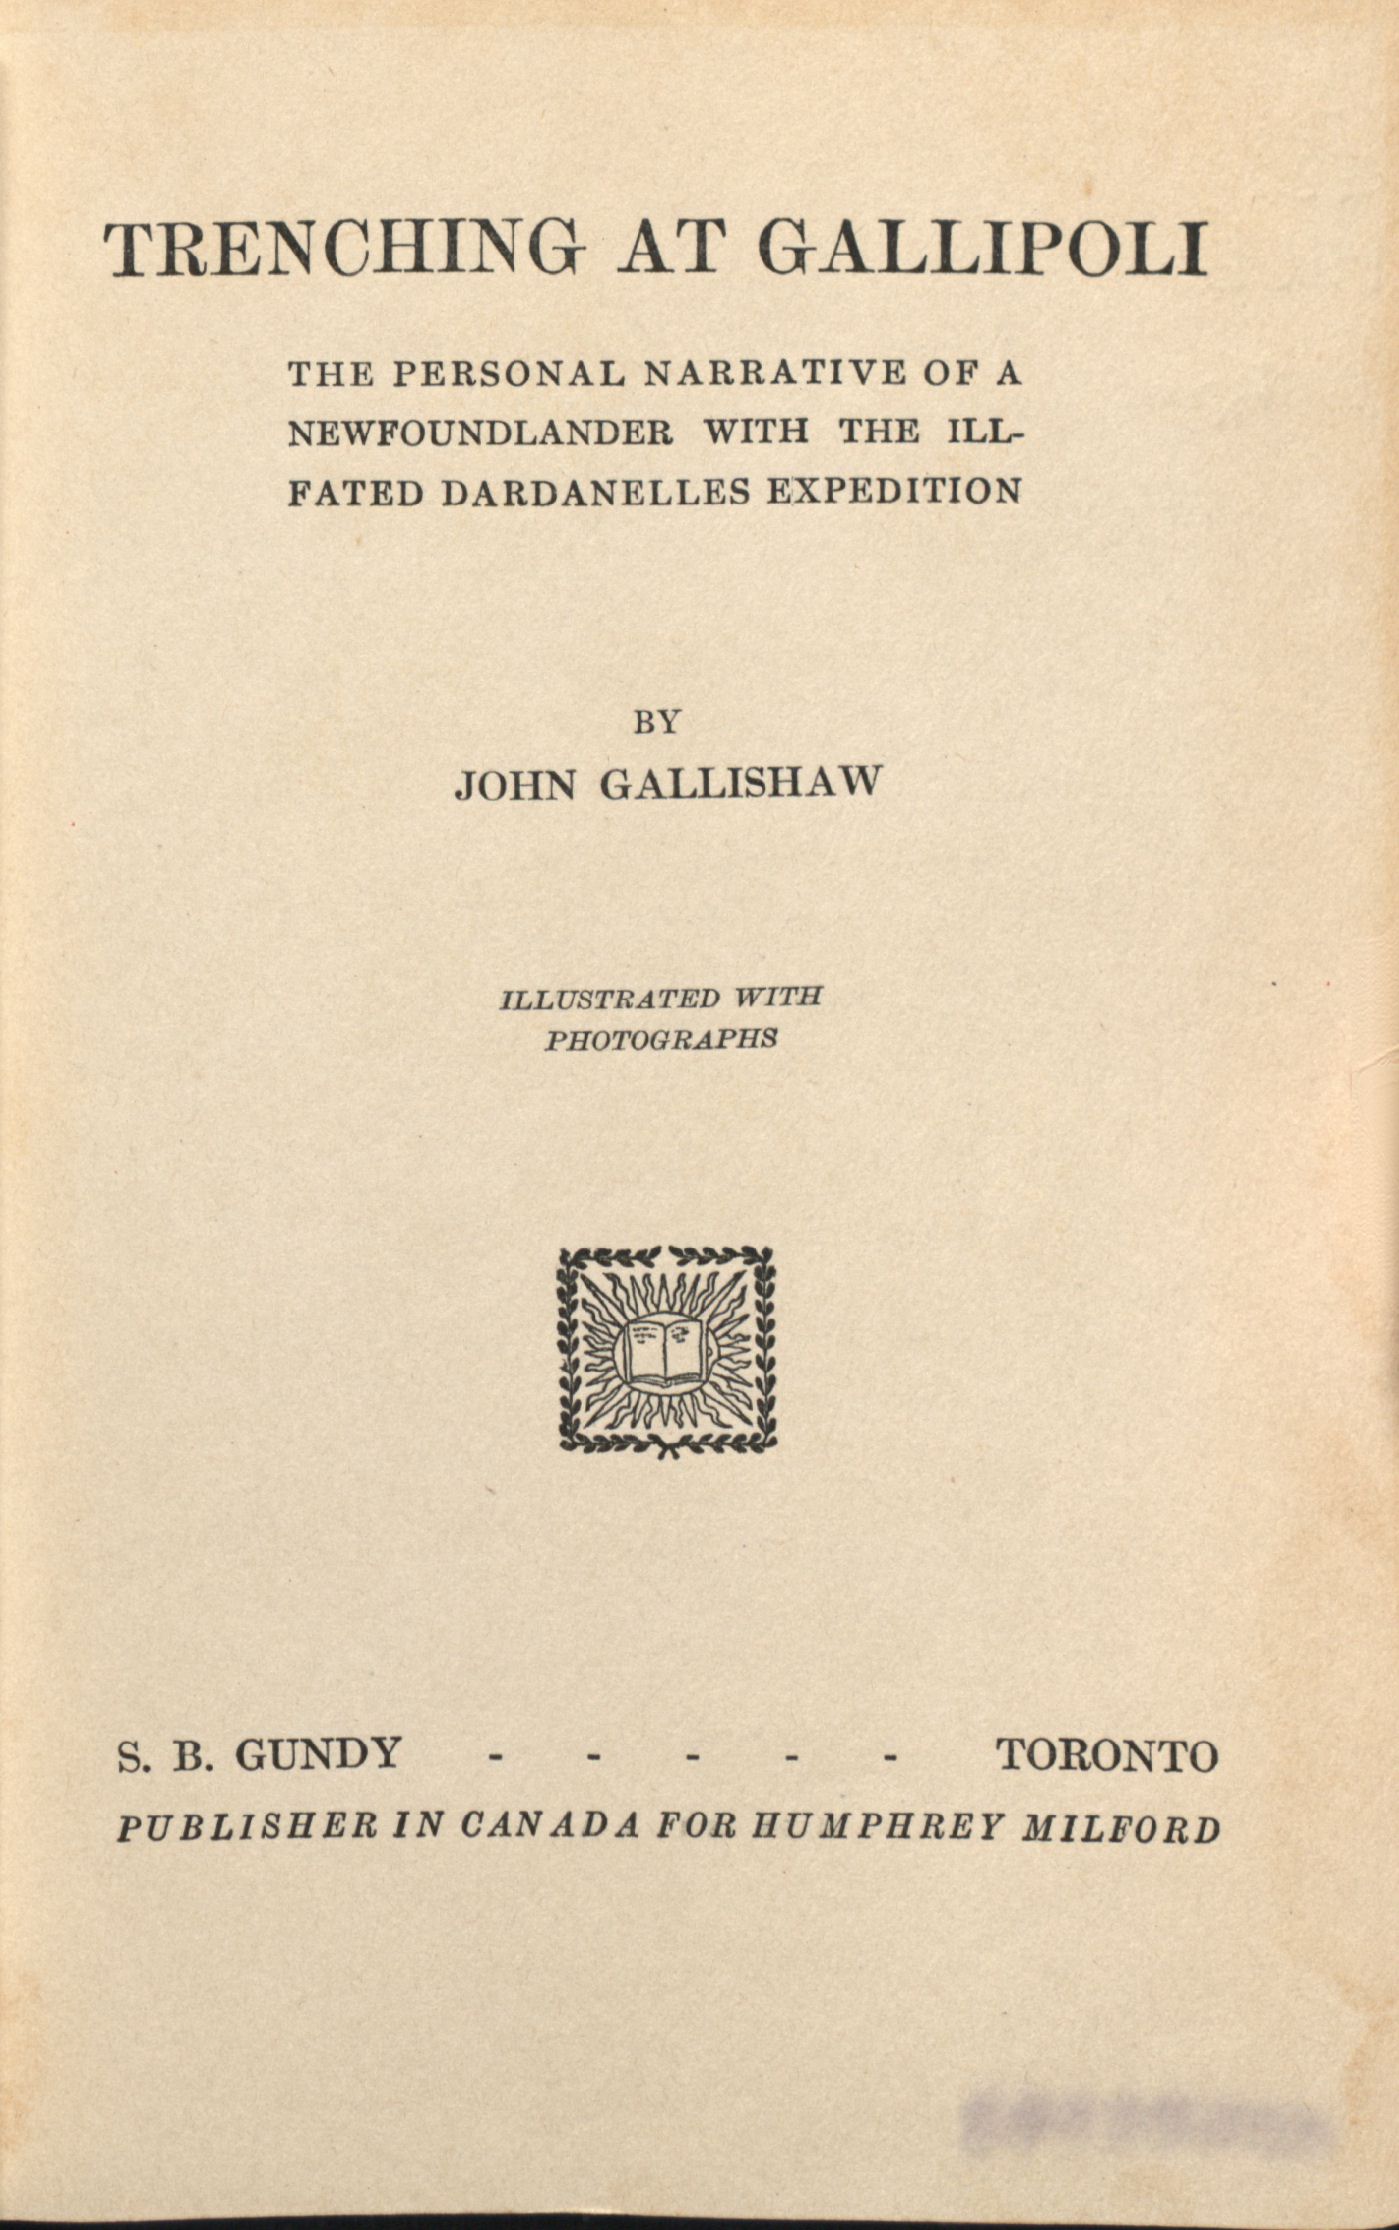 TRENCHING AT GALLIPOLI
THE PERSONAL NARRATIVE OF A
NEWFOUNDLANDER WITH THE ILL-
FATED DARDANELLES EXPEDITION
BY
JOHN GALLISHAW
ILLUSTRATED WITH
PHOTOGRAPHS
S. B. GUNDY - - - - - TORONTO
PUBLISHER IN CANADA FOR HUMPHREY MILFORD